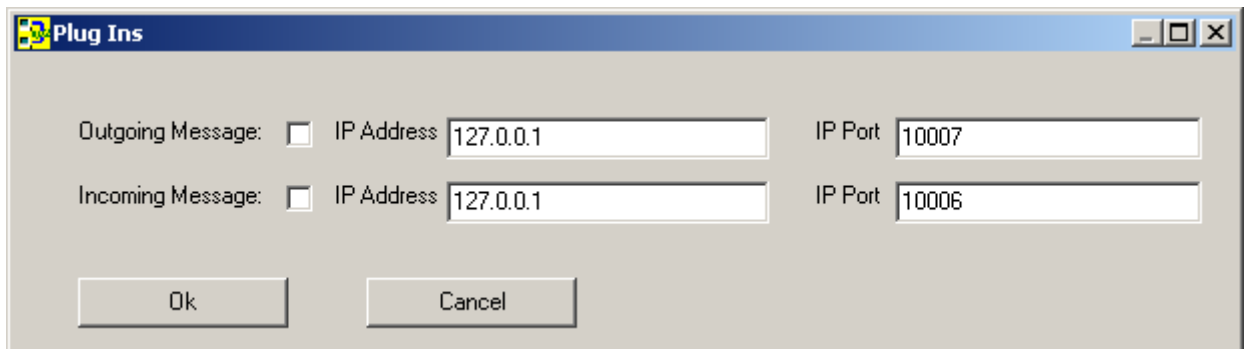 Plug Ins
Outgoing Message: IP Address 127.0.0.1 IP Port 10007
Incoming Message: IP Address 127.0.0.1 IP Port 10006
Ok Cancel